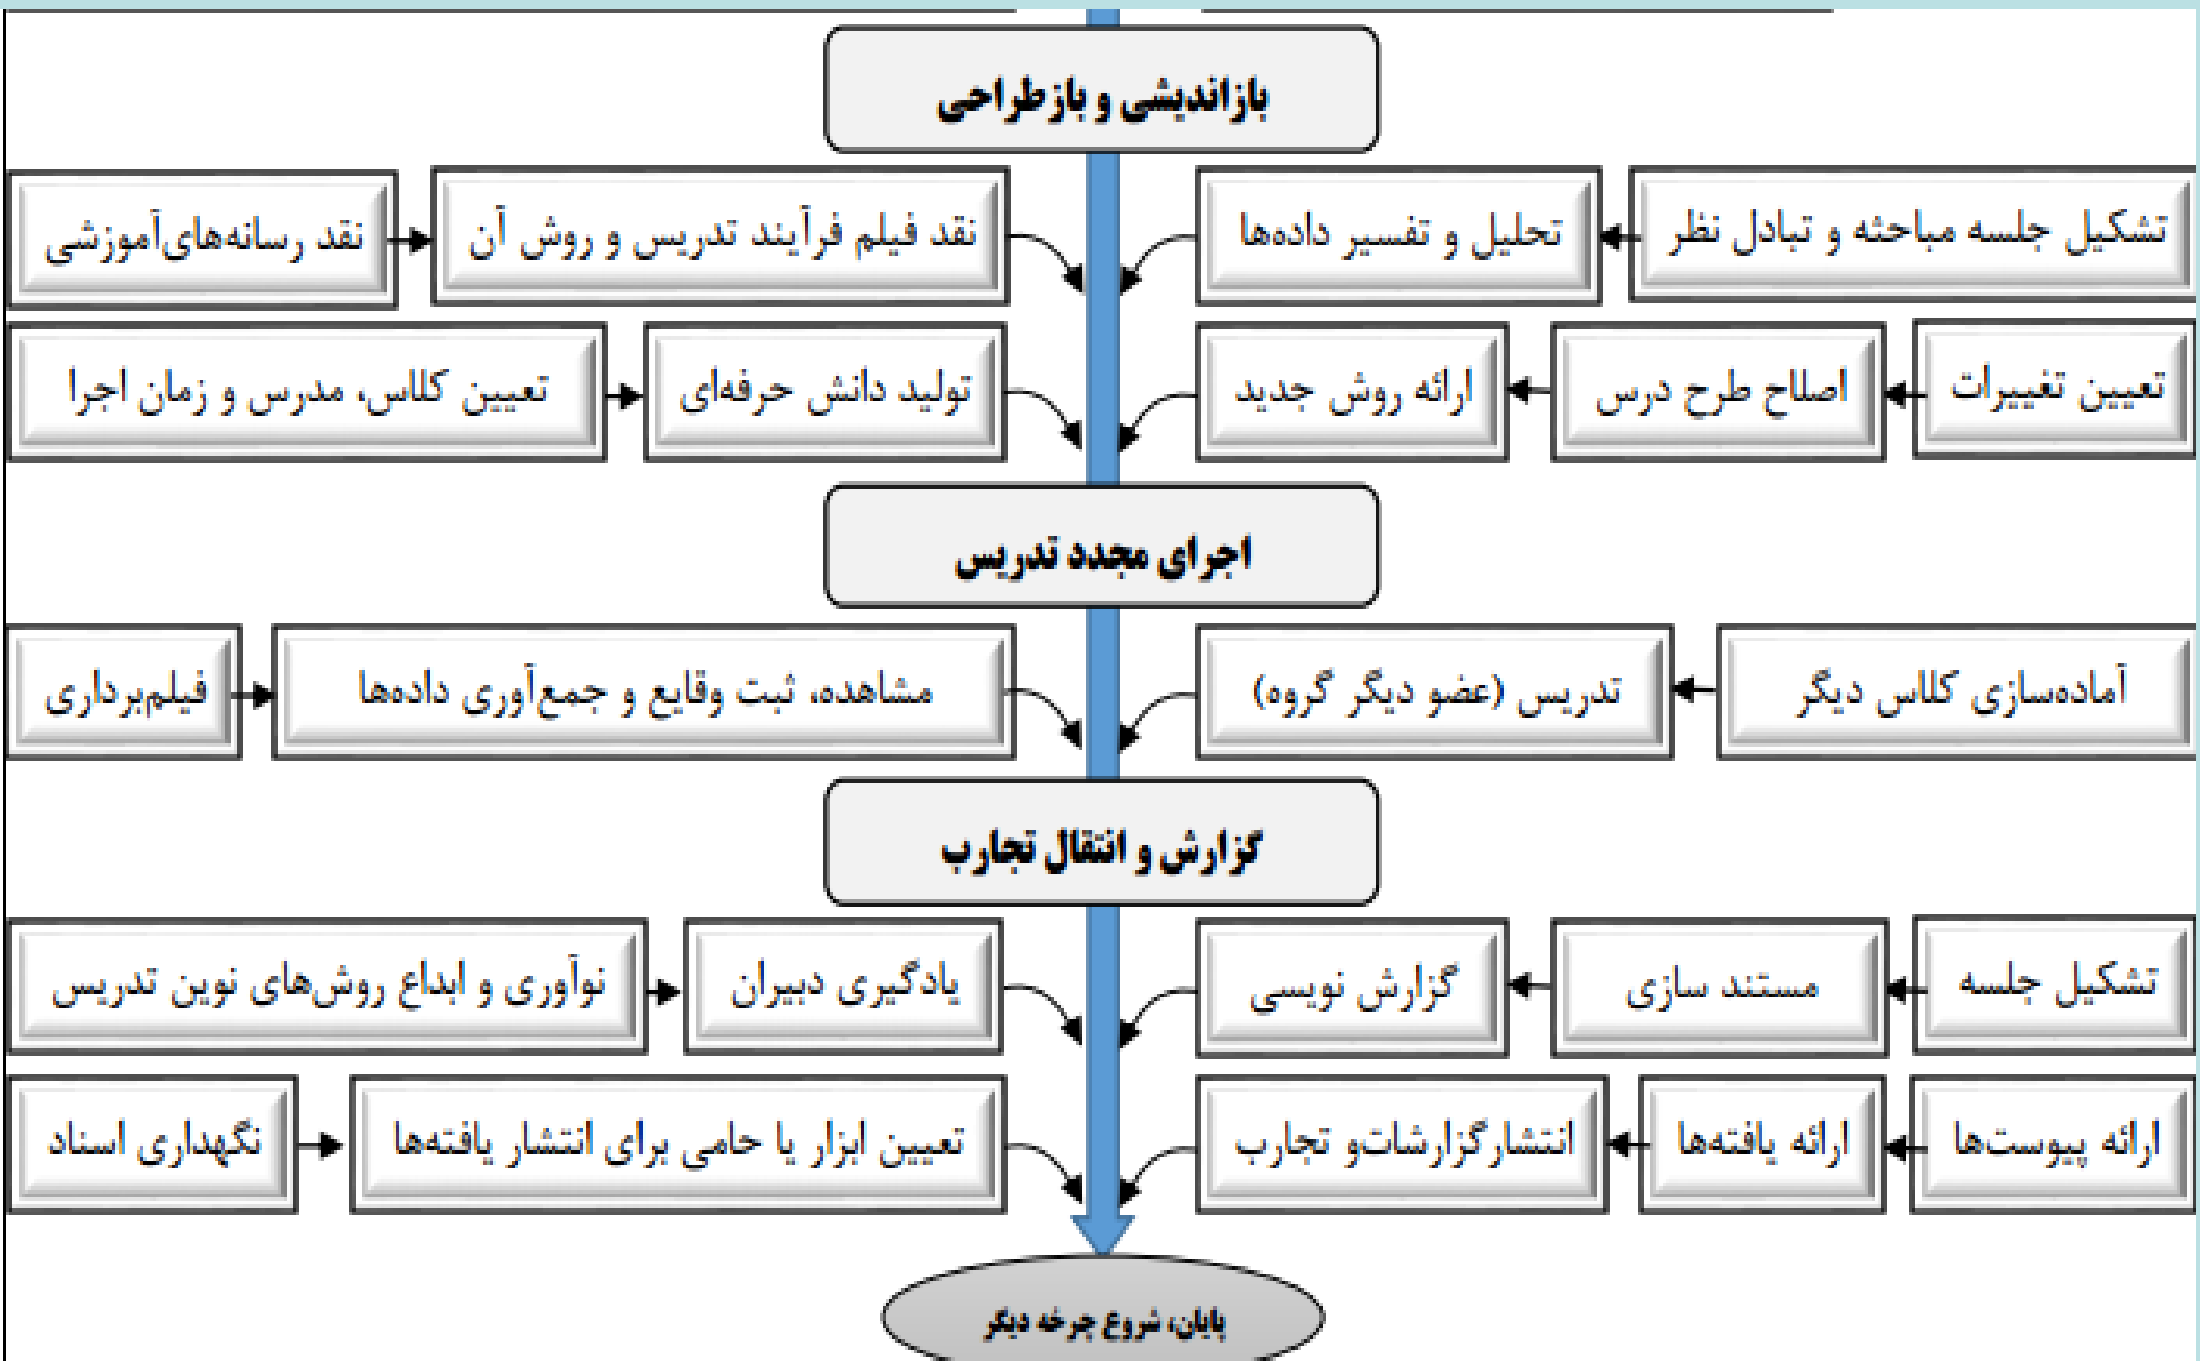 بازاندیشی و بازطراحی
تشکیل جلسه مباحثه و تبادل نظر
تحلیل و تفسیر داده‌ها
نقد فیلم فرآیند تدریس و روش آن
نقد رسانه‌های‌آموزشی
تعیین تغییرات
اصلاح طرح درس
ارائه روش جدید
تولید دانش حرفه‌ای
تعیین کلاس، مدرس و زمان اجرا
اجرای مجدد تدریس
آماده‌سازی کلاس دیگر
تدریس (عضو دیگر گروه)
مشاهده، ثبت وقایع و جمع‌آوری داده‌ها
فیلم‌برداری
گزارش و انتقال تجارب
تشکیل جلسه
مستند سازی
گزارش نویسی
یادگیری دبیران
نوآوری و ابداع روش‌های نوین تدریس
ارائه پیوست‌ها
ارائه یافته‌ها
انتشارگزارشات‌و تجارب
تعیین ابزار یا حامی برای انتشار یافته‌ها
نگهداری اسناد
پایان، شروع چرخه دیگر